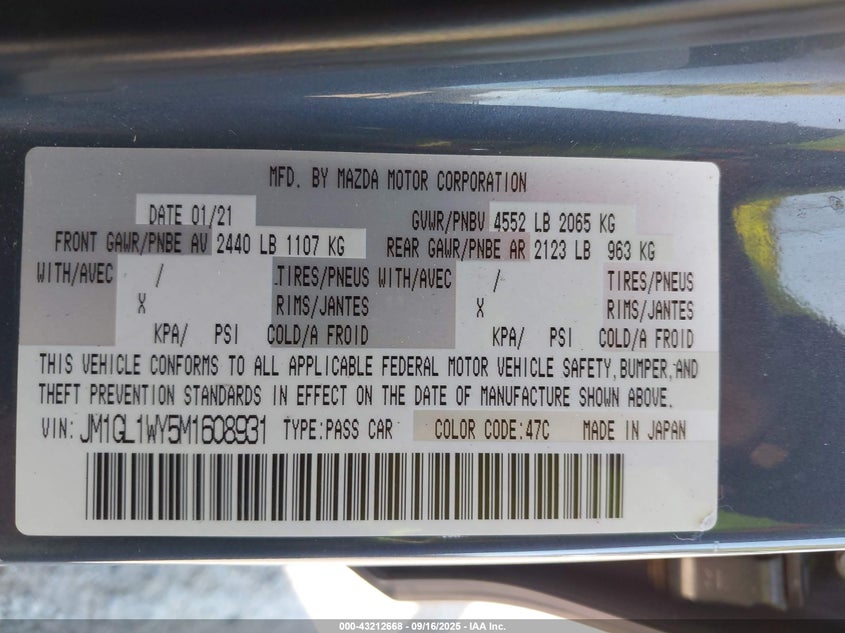 MFD. BY MAZDA MOTOR CORPORATION
DATE 01/21 GVWR/PNBV 4552 LB 2065 KG
FRONT GAWR/PNBE AV 2440 LB 1107 KG REAR GAWR/PNBE AR 2123 LB 963 KG
WITH/AVEC / TIRES/PNEUS WITH/AVEC / TIRES/PNEUS
X RIMS/JANTES X RIMS/JANTES
KPA/ PSI COLD/A FROID KPA/ PSI COLD/A FROID
THIS VEHICLE CONFORMS TO ALL APPLICABLE FEDERAL MOTOR VEHICLE SAFETY, BUMPER, AND
THEFT PREVENTION STANDARDS IN EFFECT ON THE DATE OF MANUFACTURE SHOWN ABOVE.
VIN: JM1GL1WY5M1608931 TYPE:PASS CAR COLOR CODE:47C MADE IN JAPAN
000-43212668 - 09/16/2025 - IAA Inc.